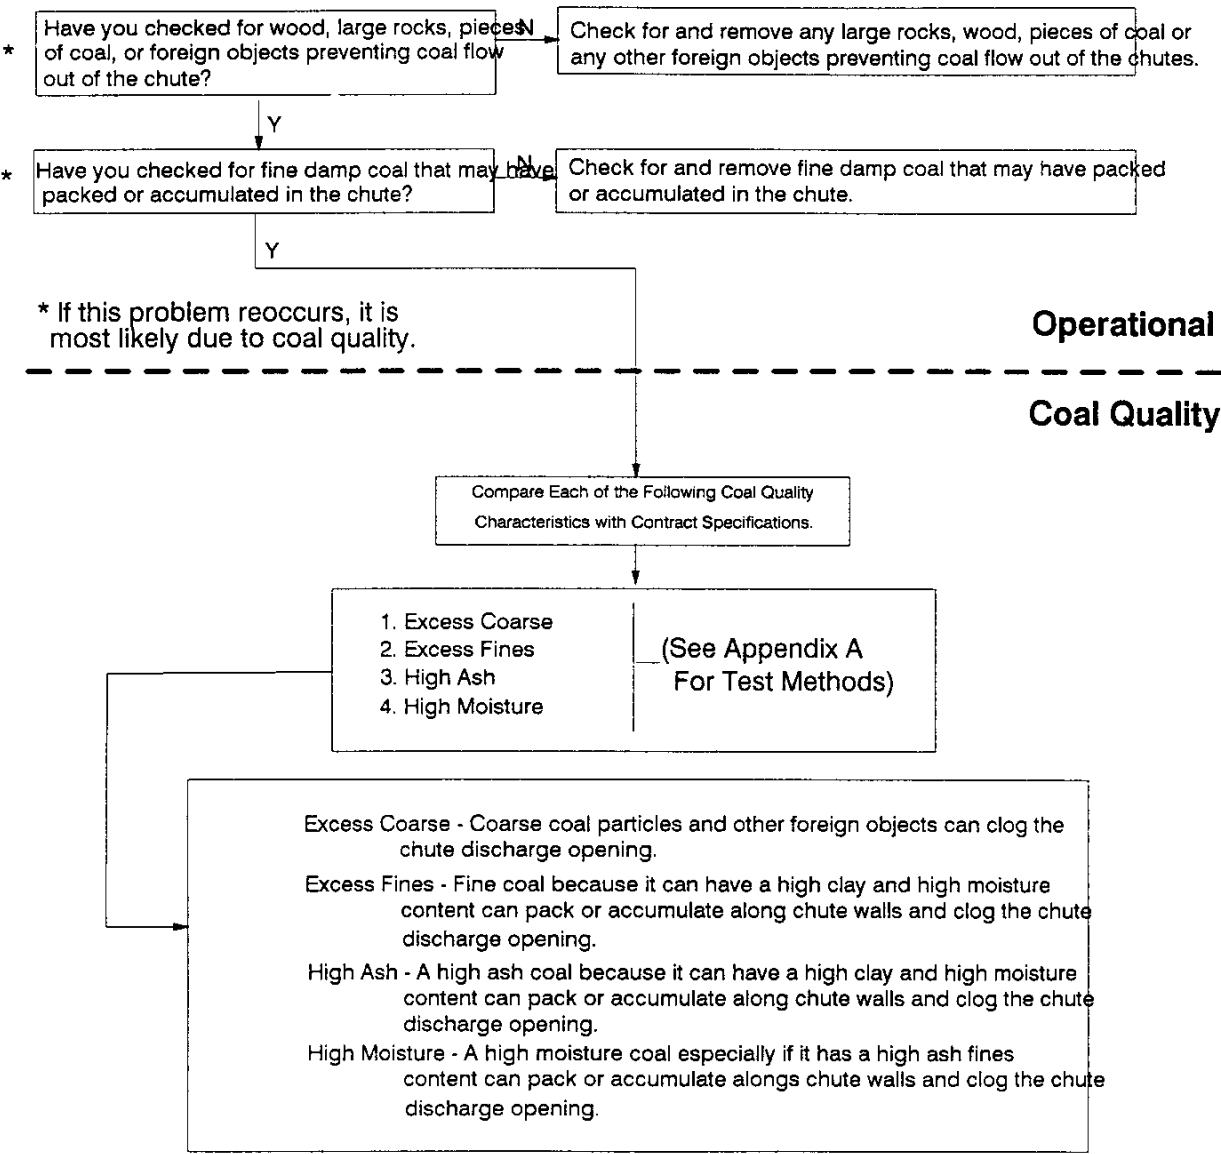 Have you checked for wood, large rocks, pieces
of coal, or foreign objects preventing coal flow
out of the chute?
*
N
Check for and remove any large rocks, wood, pieces of coal or
any other foreign objects preventing coal flow out of the chutes.
Y
*
Have you checked for fine damp coal that may have
packed or accumulated in the chute?
N
Check for and remove fine damp coal that may have packed
or accumulated in the chute.
Y
* If this problem reoccurs, it is
most likely due to coal quality.
Operational
Coal Quality
Compare Each of the Following Coal Quality
Characteristics with Contract Specifications.
1. Excess Coarse
2. Excess Fines
3. High Ash
4. High Moisture
(See Appendix A
For Test Methods)
Excess Coarse - Coarse coal particles and other foreign objects can clog the
chute discharge opening.
Excess Fines - Fine coal because it can have a high clay and high moisture
content can pack or accumulate along chute walls and clog the chute
discharge opening.
High Ash - A high ash coal because it can have a high clay and high moisture
content can pack or accumulate along chute walls and clog the chute
discharge opening.
High Moisture - A high moisture coal especially if it has a high ash fines
content can pack or accumulate alongs chute walls and clog the chute
discharge opening.